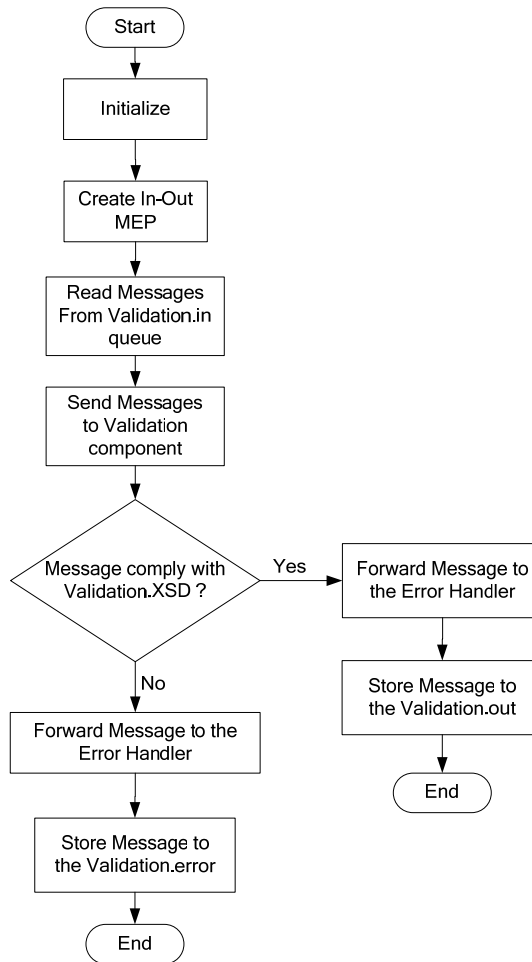 Start
Initialize
Create In-Out
MEP
Read Messages
From Validation.in
queue
Send Messages
to Validation
component
Message comply with
Validation.XSD ?
Yes
Forward Message to
the Error Handler
Store Message to
the Validation.out
End
No
Forward Message to the
Error Handler
Store Message to
the Validation.error
End